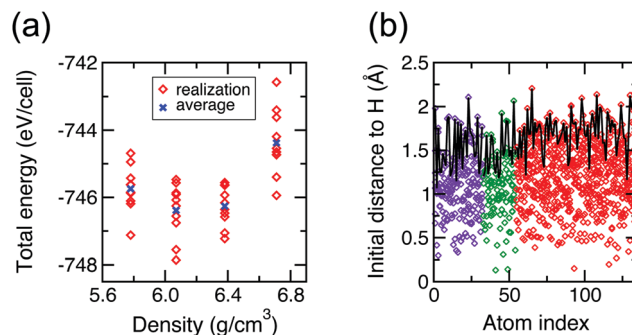 (a)
(b)
Total energy (eV/cell)
-742
-744
-746
-748
realization
average
5.6
6.0
6.4
6.8
Density (g/cm³)
Initial distance to H (Å)
2.5
2
1.5
1
0.5
0
0
50
100
Atom index